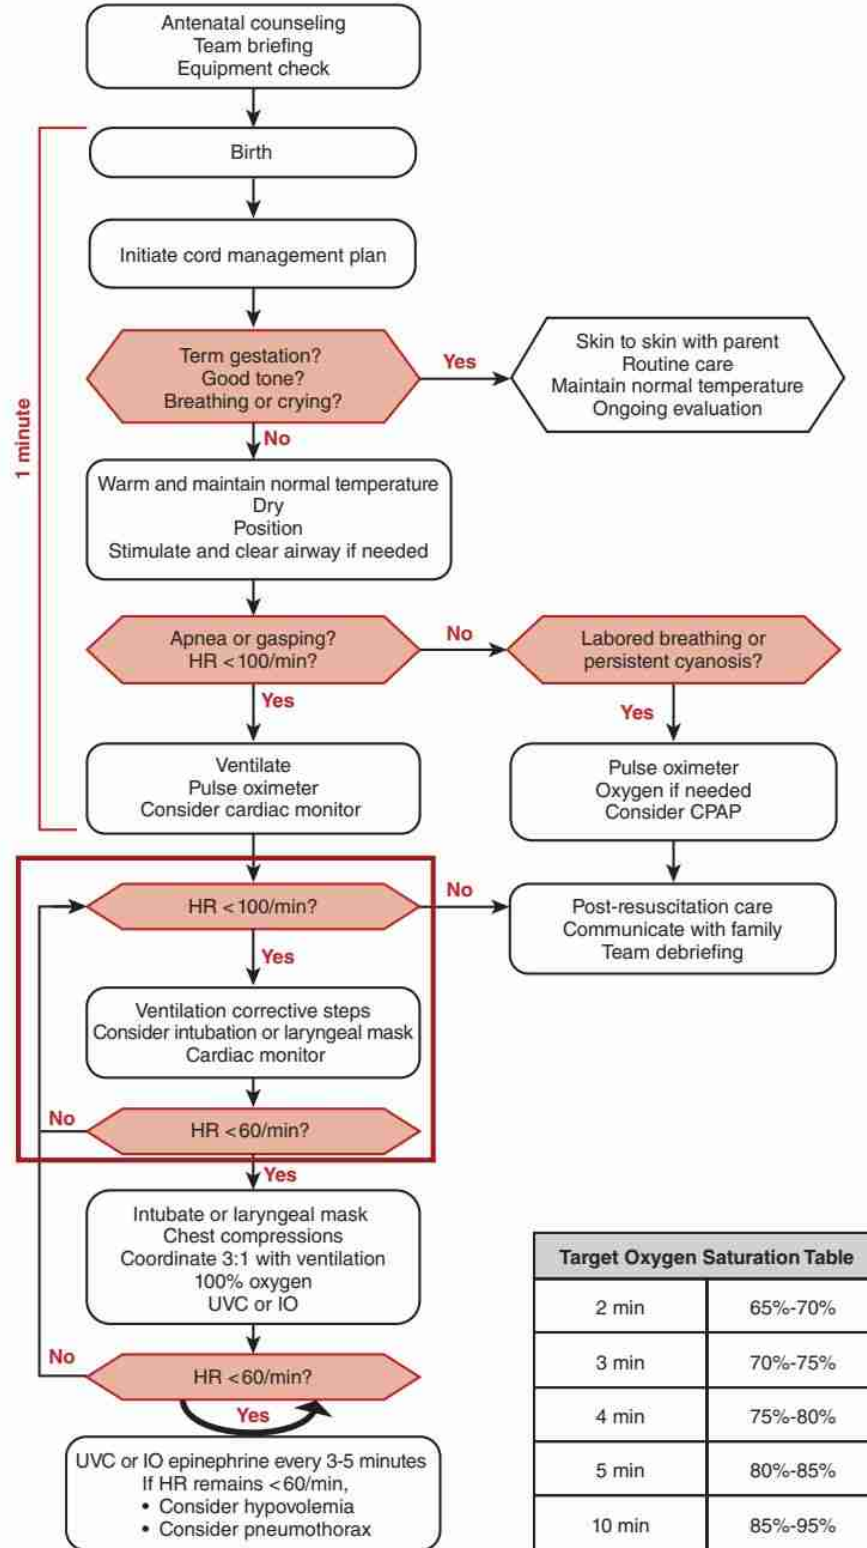 Antenatal counseling
Team briefing
Equipment check
Birth
Initiate cord management plan
Term gestation?
Good tone?
Breathing or crying?
Yes
Skin to skin with parent
Routine care
Maintain normal temperature
Ongoing evaluation
1 minute
No
Warm and maintain normal temperature
Dry
Position
Stimulate and clear airway if needed
Apnea or gasping?
HR <100/min?
No
Labored breathing or
persistent cyanosis?
Yes
Yes
Ventilate
Pulse oximeter
Consider cardiac monitor
Pulse oximeter
Oxygen if needed
Consider CPAP
HR <100/min?
No
Post-resuscitation care
Communicate with family
Team debriefing
Yes
Ventilation corrective steps
Consider intubation or laryngeal mask
Cardiac monitor
No
HR <60/min?
Yes
Intubate or laryngeal mask
Chest compressions
Coordinate 3:1 with ventilation
100% oxygen
UVC or IO
No
HR <60/min?
Yes
UVC or IO epinephrine every 3-5 minutes
If HR remains <60/min,
• Consider hypovolemia
• Consider pneumothorax
Target Oxygen Saturation Table
2 min 65%-70%
3 min 70%-75%
4 min 75%-80%
5 min 80%-85%
10 min 85%-95%